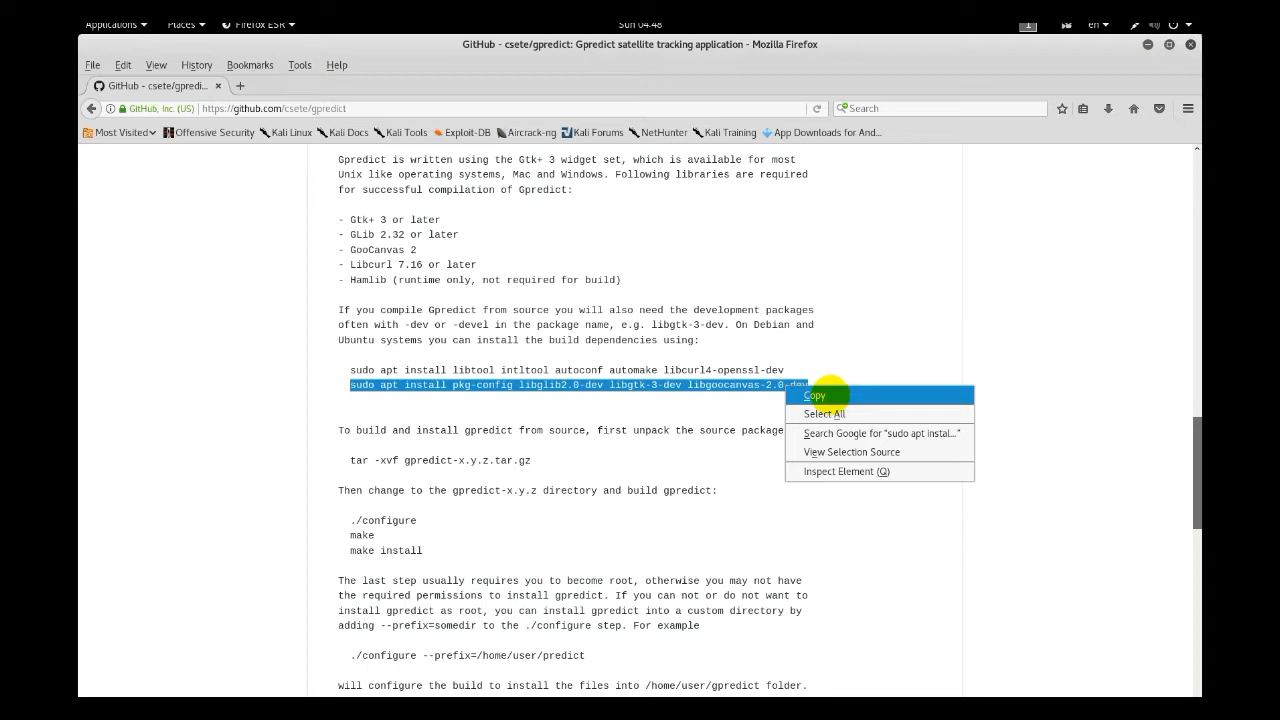 Applications Places Firefox ESR Sun 04:48 1 en
GitHub - csete/gpredict: Gpredict satellite tracking application - Mozilla Firefox
File Edit View History Bookmarks Tools Help
GitHub - csete/gpredi...
GitHub, Inc. (US) https://github.com/csete/gpredict Search
Most Visited Offensive Security Kali Linux Kali Docs Kali Tools Exploit-DB Aircrack-ng Kali Forums NetHunter Kali Training App Downloads for And...
Gpredict is written using the Gtk+ 3 widget set, which is available for most
Unix like operating systems, Mac and Windows. Following libraries are required
for successful compilation of Gpredict:
- Gtk+ 3 or later
- GLib 2.32 or later
- GooCanvas 2
- Libcurl 7.16 or later
- Hamlib (runtime only, not required for build)
If you compile Gpredict from source you will also need the development packages
often with -dev or -devel in the package name, e.g. libgtk-3-dev. On Debian and
Ubuntu systems you can install the build dependencies using:
sudo apt install libtool intltool autoconf automake libcurl4-openssl-dev
sudo apt install pkg-config libglib2.0-dev libgtk-3-dev libgoocanvas-2.0-dev
Copy
Select All
Search Google for "sudo apt instal..."
View Selection Source
Inspect Element (Q)
To build and install gpredict from source, first unpack the source package
tar -xvf gpredict-x.y.z.tar.gz
Then change to the gpredict-x.y.z directory and build gpredict:
./configure
make
make install
The last step usually requires you to become root, otherwise you may not have
the required permissions to install gpredict. If you can not or do not want to
install gpredict as root, you can install gpredict into a custom directory by
adding --prefix=somedir to the ./configure step. For example
./configure --prefix=/home/user/predict
will configure the build to install the files into /home/user/gpredict folder.